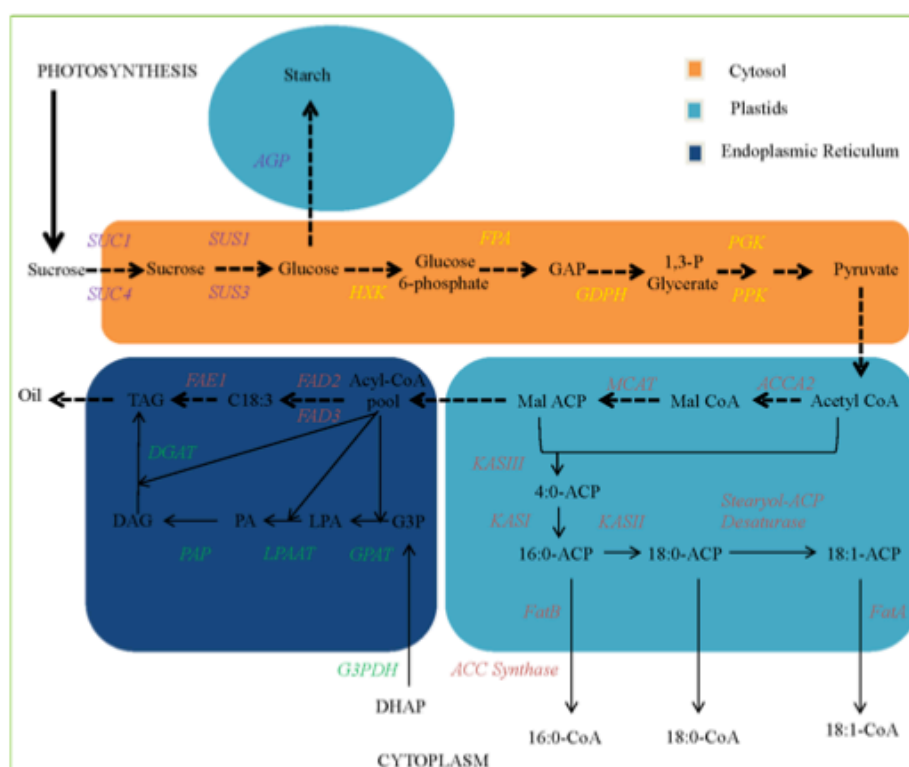 PHOTOSYNTHESIS
Starch
AGP
Cytosol
Plastids
Endoplasmic Reticulum
SUC1
SUS1
FPA
PGK
Sucrose
Sucrose
Glucose
Glucose
6-phosphate
GAP
1,3-P
Glycerate
Pyruvate
SUC4
SUS3
HXK
GDPH
PPK
Oil
TAG
FAE1
C18:3
FAD2
FAD3
Acyl-CoA
pool
Mal ACP
MCAT
Mal CoA
ACCA2
Acetyl CoA
DGAT
KASIII
4:0-ACP
DAG
PA
LPA
G3P
KASI
KASII
Stearyol-ACP
Desaturase
PAP
LPAAT
GPAT
16:0-ACP
18:0-ACP
18:1-ACP
FatB
FatA
G3PDH
ACC Synthase
DHAP
CYTOPLASM
16:0-CoA
18:0-CoA
18:1-CoA